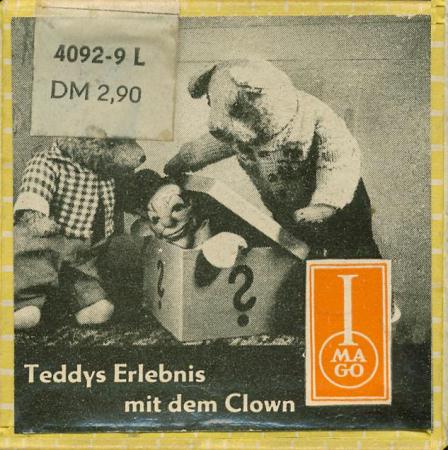 4092-9 L
DM 2,90
? ?
I
MA
GO
Teddys Erlebnis
mit dem Clown